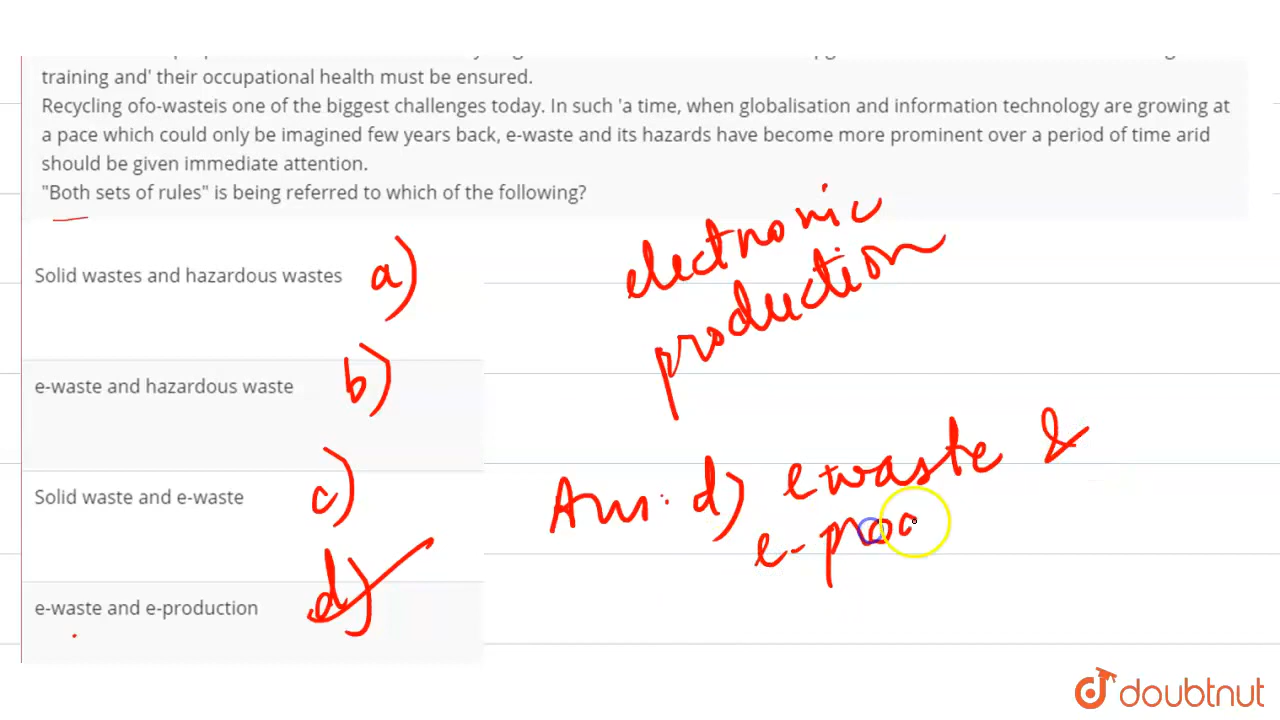 training and' their occupational health must be ensured.
Recycling ofo-wasteis one of the biggest challenges today. In such 'a time, when globalisation and information technology are growing at
a pace which could only be imagined few years back, e-waste and its hazards have become more prominent over a period of time arid
should be given immediate attention.
"Both sets of rules" is being referred to which of the following?
Solid wastes and hazardous wastes a)
e-waste and hazardous waste b)
Solid waste and e-waste c)
e-waste and e-production d)
electronic
production
Ans: d) e waste &
e-proc
doubtnut